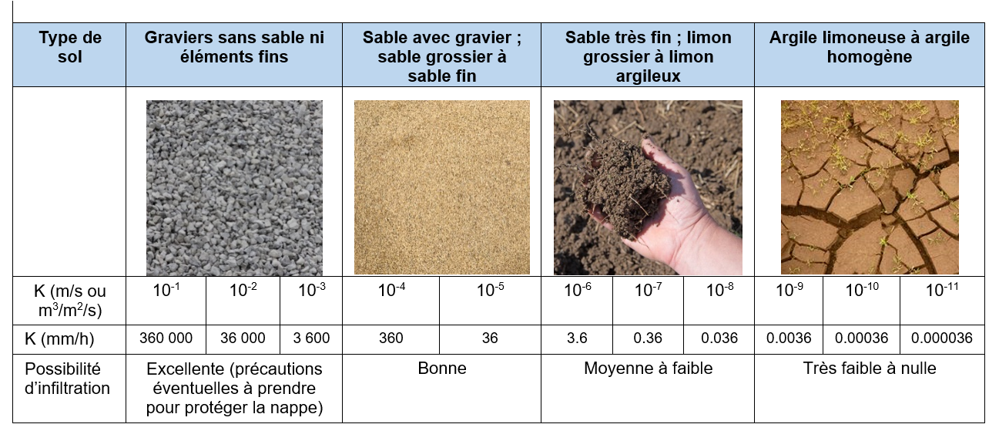 Type de sol
Graviers sans sable ni éléments fins
Sable avec gravier ; sable grossier à sable fin
Sable très fin ; limon grossier à limon argileux
Argile limoneuse à argile homogène
K (m/s ou m³/m²/s) 10⁻¹ 10⁻² 10⁻³ 10⁻⁴ 10⁻⁵ 10⁻⁶ 10⁻⁷ 10⁻⁸ 10⁻⁹ 10⁻¹⁰ 10⁻¹¹
K (mm/h) 360 000 36 000 3 600 360 36 3.6 0.36 0.036 0.0036 0.00036 0.000036
Possibilité d’infiltration
Excellente (précautions éventuelles à prendre pour protéger la nappe)
Bonne
Moyenne à faible
Très faible à nulle